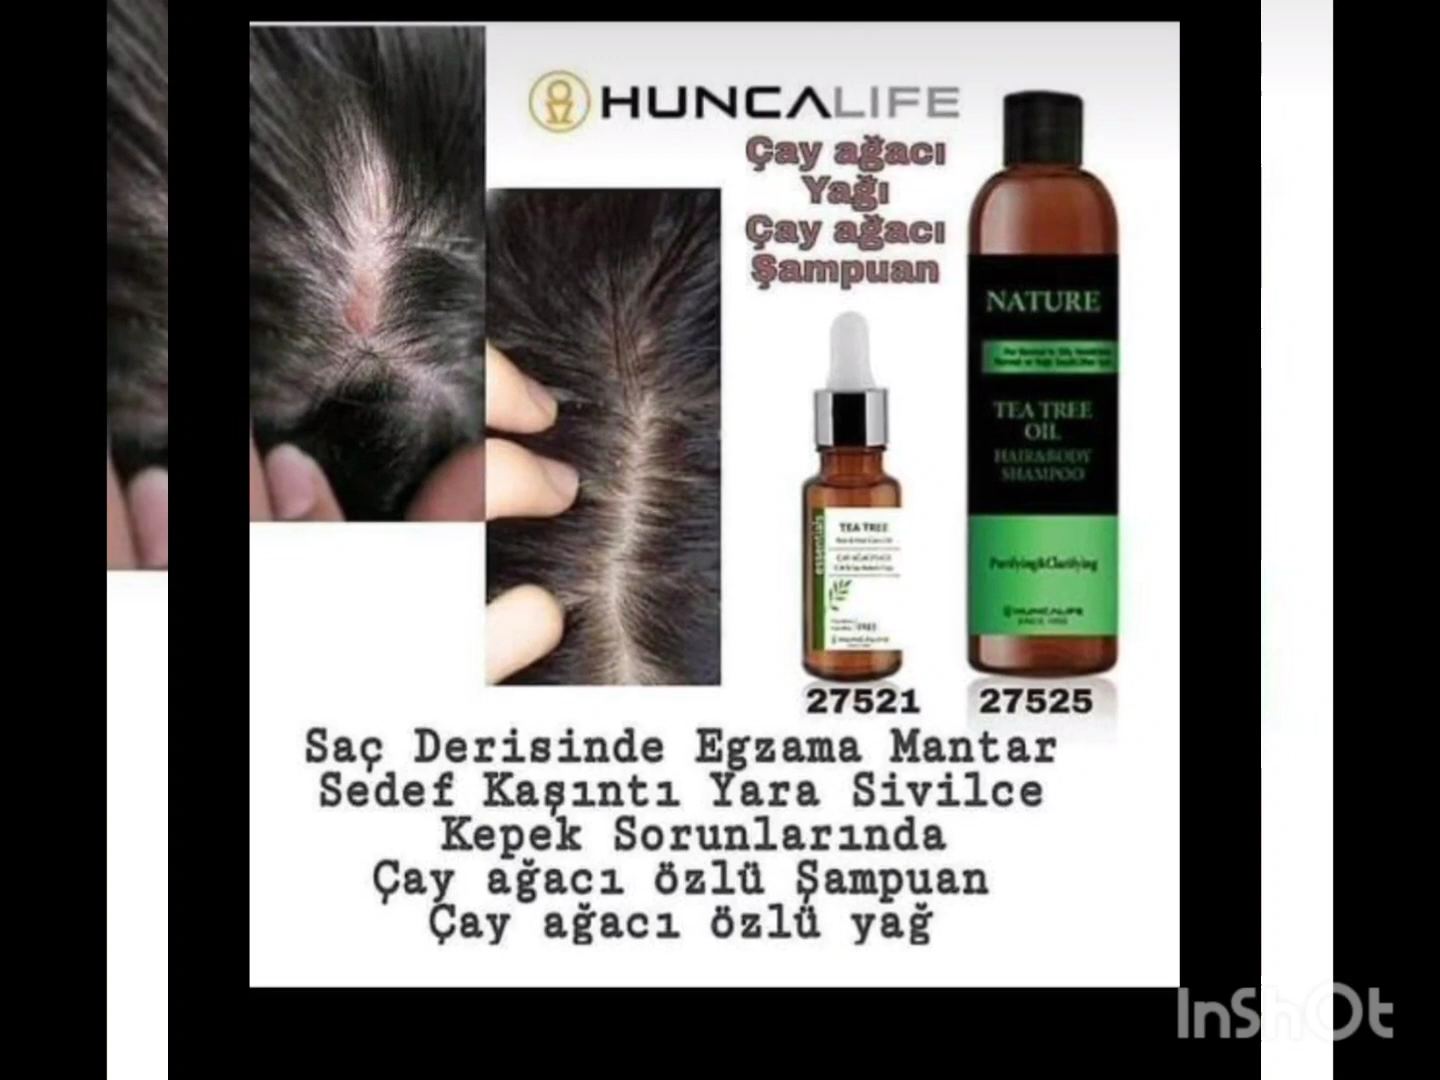 HUNCALIFE
Çay ağacı
Yağı
Çay ağacı
Şampuan
NATURE
TEA TREE
OIL
HAIR&BODY
SHAMPOO
Purifying&Clarifying
HUNCALIFE
essentials
TEA TREE
27521
27525
Saç Derisinde Egzama Mantar
Sedef Kaşıntı Yara Sivilce
Kepek Sorunlarında
Çay ağacı özlü Şampuan
Çay ağacı özlü yağ
InShOt